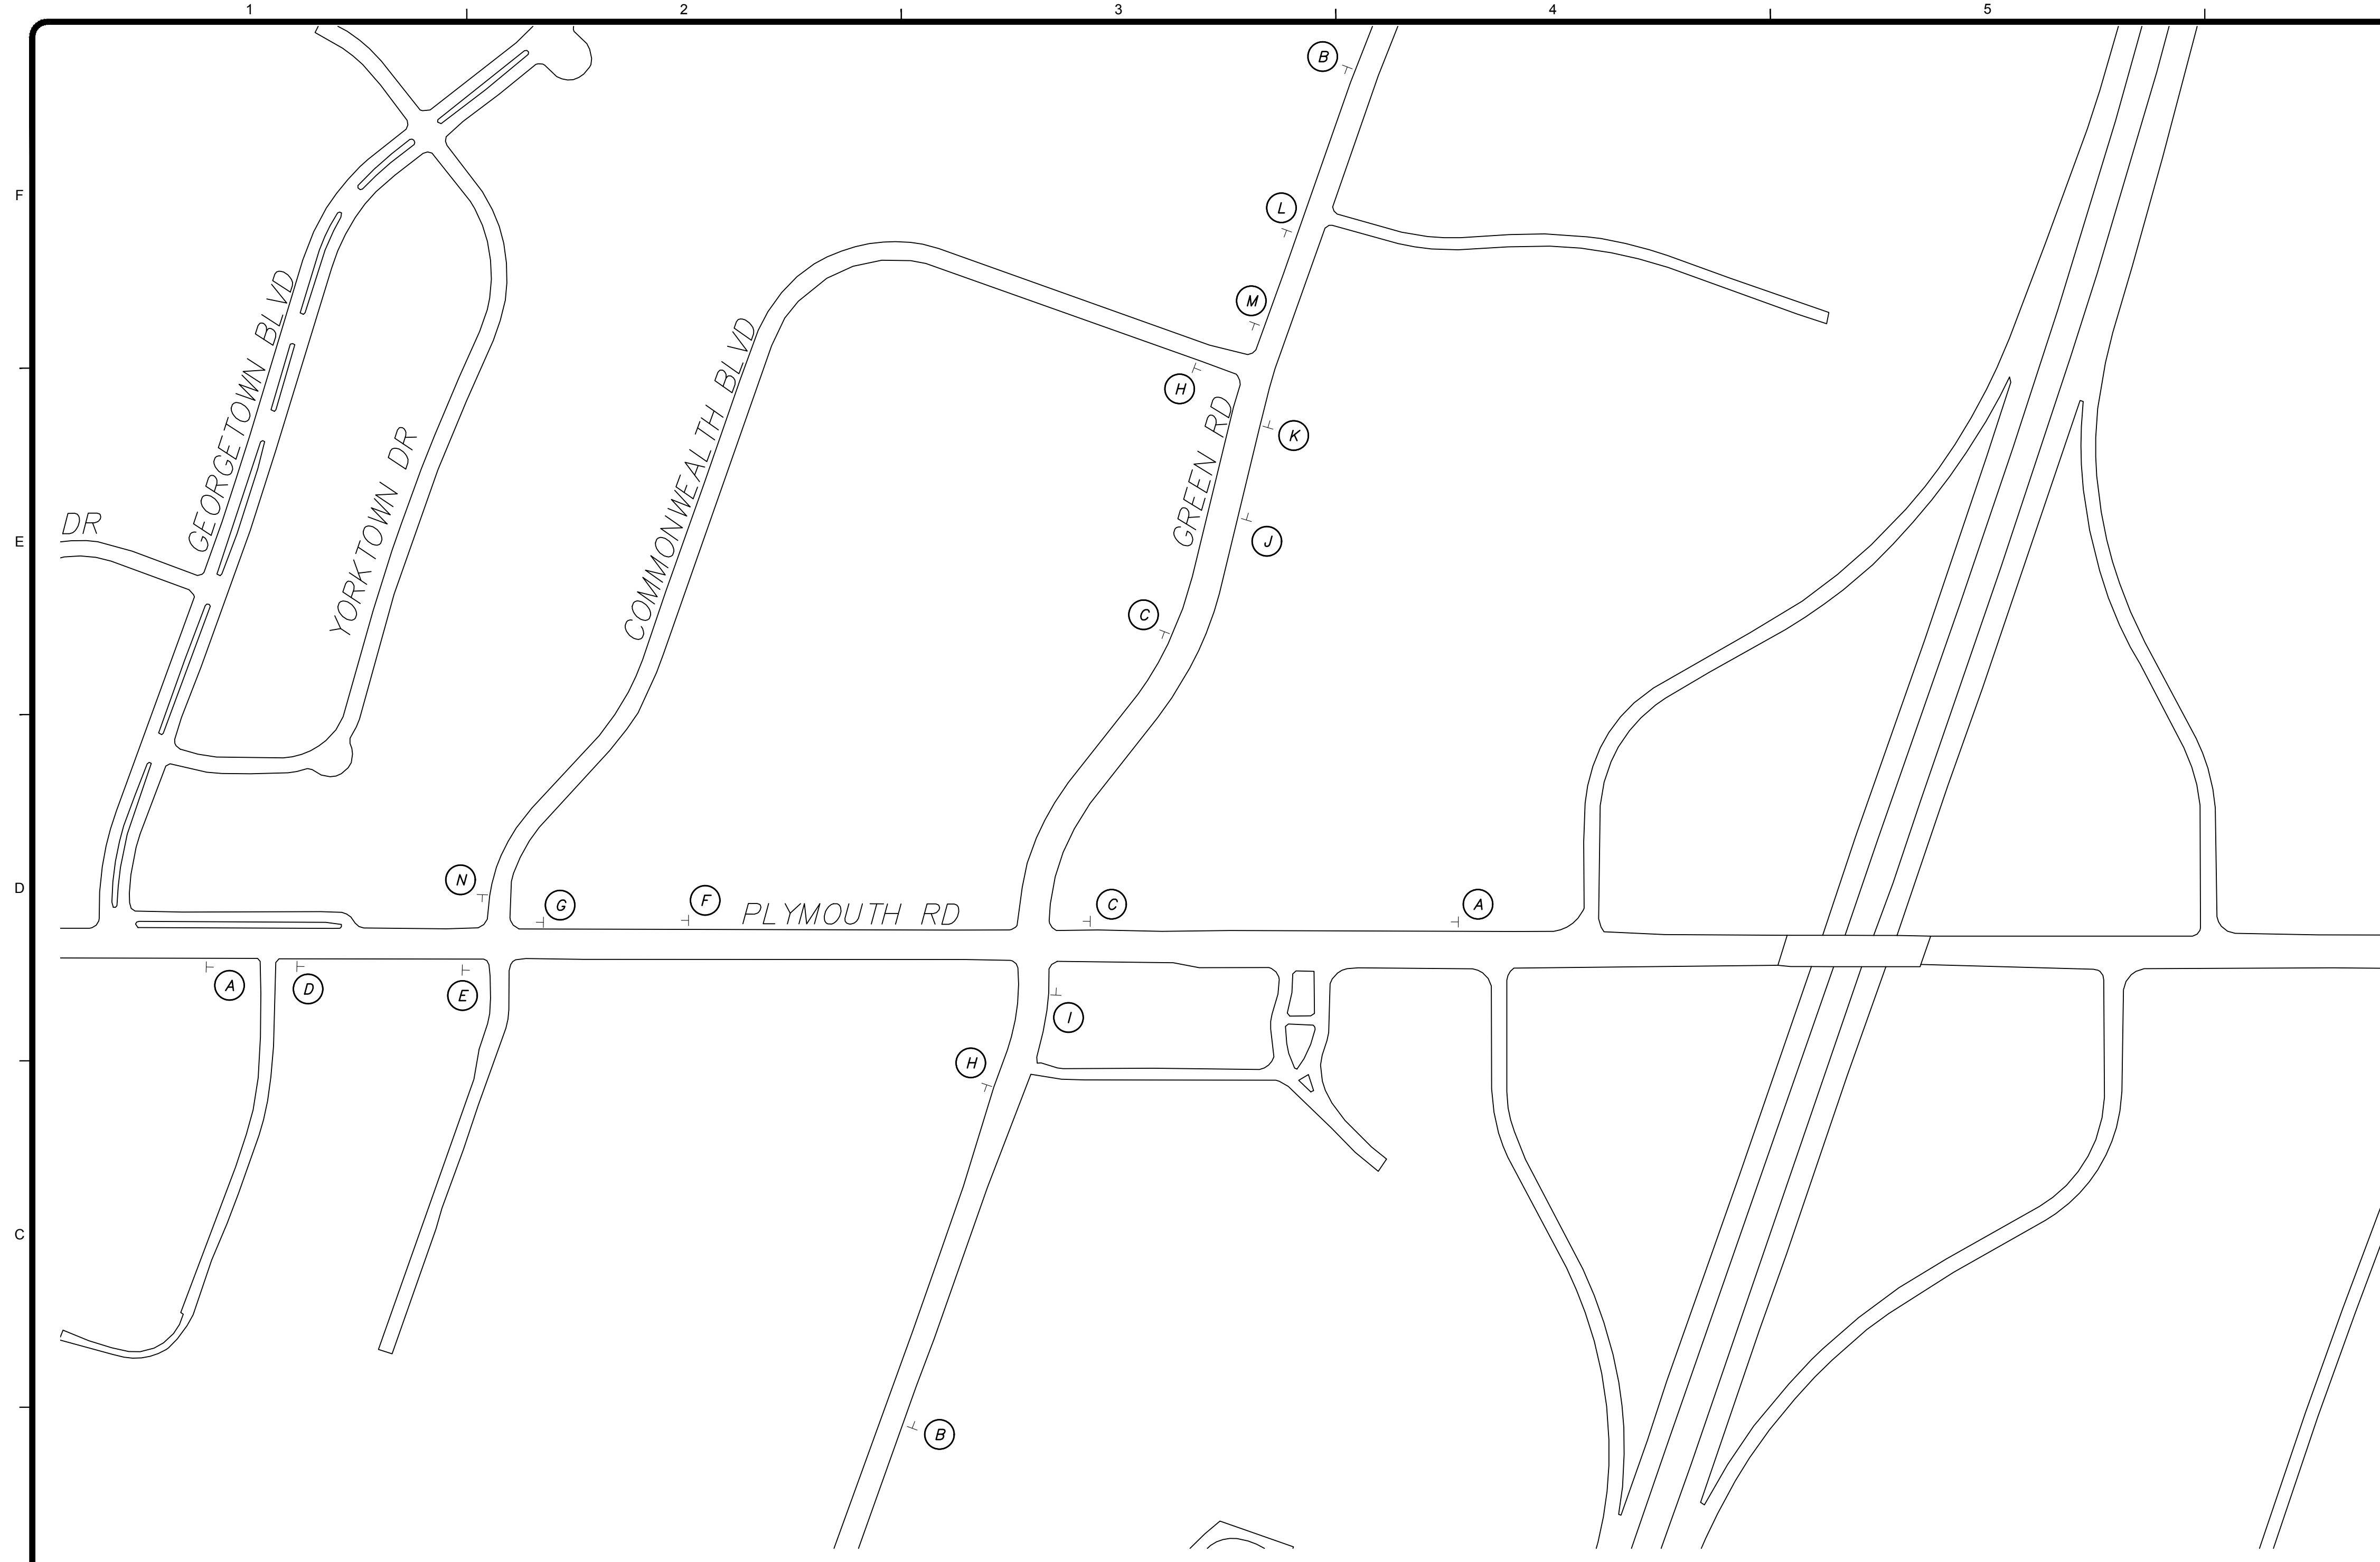 1 2 3 4 5
B
F
L
M
H
K
GEORGETOWN BLVD
COMMONWEALTH BLVD
YORKTOWN DR
GREEN RD
DR
E
J
C
N
D
G
F
PLYMOUTH RD
C
A
A
D
E
I
H
C
B